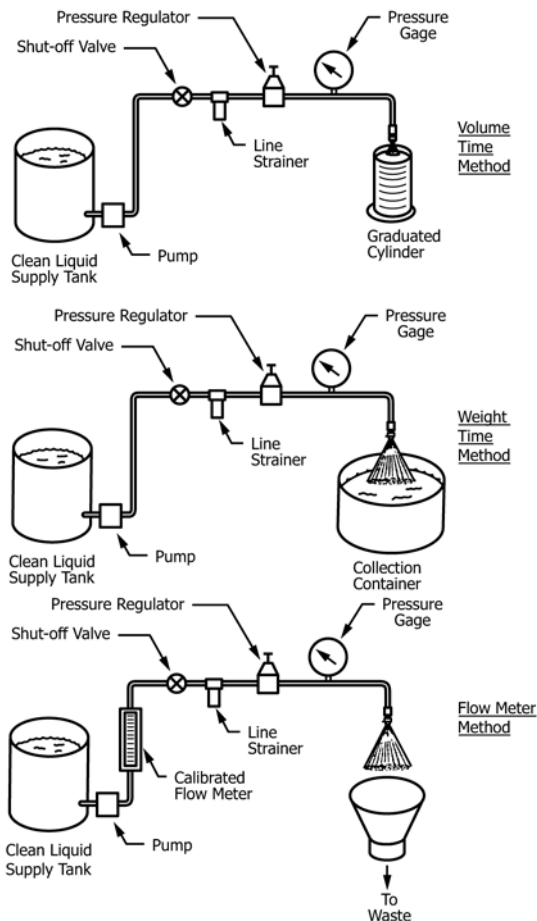 Pressure Regulator
Pressure
Gage
Shut-off Valve
Line
Strainer
Volume
Time
Method
Graduated
Cylinder
Pump
Clean Liquid
Supply Tank
Pressure Regulator
Pressure
Gage
Shut-off Valve
Line
Strainer
Weight
Time
Method
Pump
Clean Liquid
Supply Tank
Collection
Container
Pressure Regulator
Pressure
Gage
Shut-off Valve
Line
Strainer
Flow Meter
Method
Calibrated
Flow Meter
Pump
Clean Liquid
Supply Tank
To
Waste